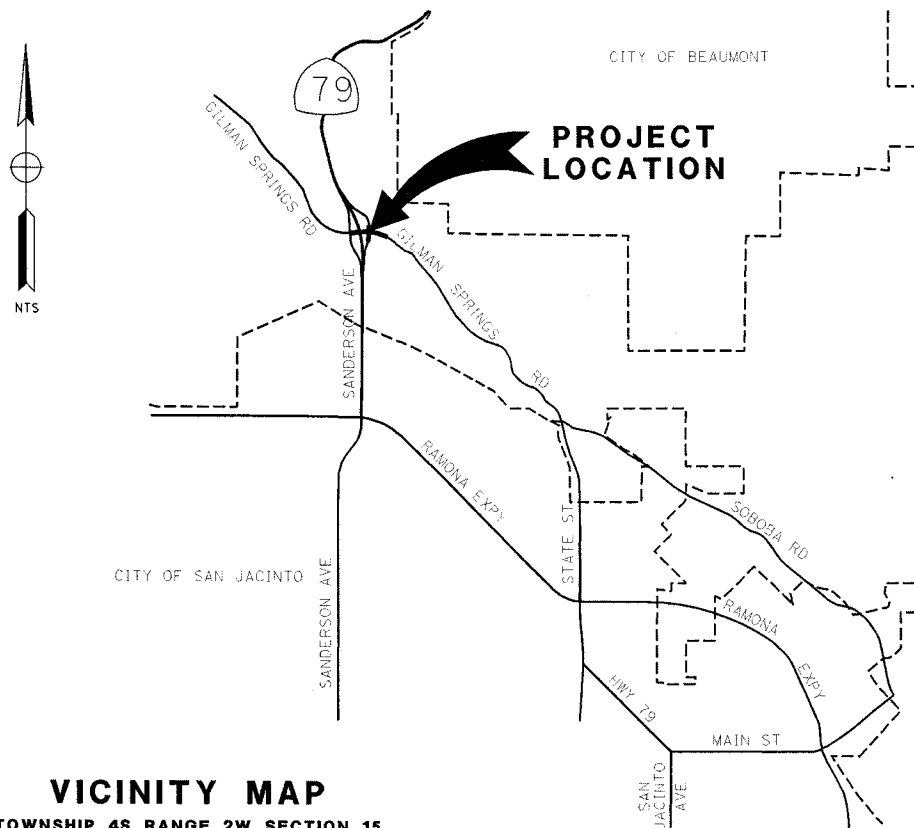 CITY OF BEAUMONT
79
PROJECT
LOCATION
GILMAN SPRINGS RD
GILMAN SPRINGS RD
NTS
SANDERSON AVE
RAMONA EXPY
STATE ST
SOBOBA RD
CITY OF SAN JACINTO
SANDERSON AVE
RAMONA EXPY
HWY 79
MAIN ST
SAN
JACINTO
AVE
VICINITY MAP
TOWNSHIP 4S RANGE 2W SECTION 15